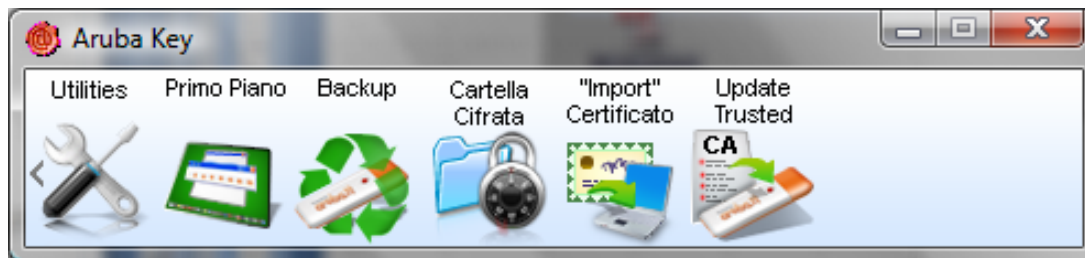 Aruba Key
Utilities
Primo Piano
Backup
Cartella
Cifrata
"Import"
Certificato
Update
Trusted
CA